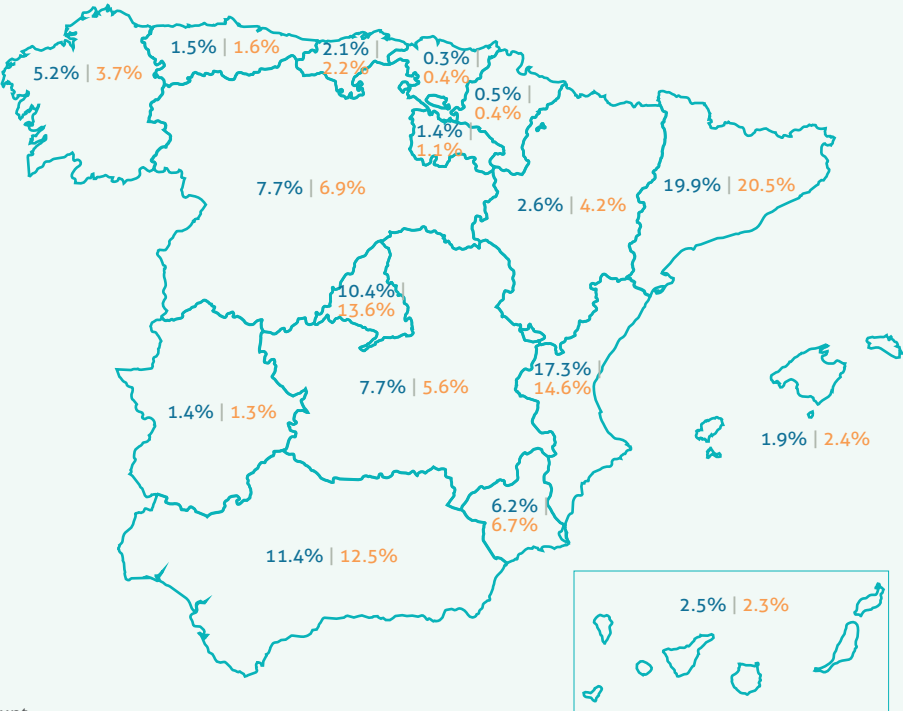 1.5% | 1.6%
2.1% |
2.2%
0.3% |
0.4%
5.2% | 3.7%
0.5% |
0.4%
1.4% |
1.1%
7.7% | 6.9%
19.9% | 20.5%
2.6% | 4.2%
10.4% |
13.6%
17.3% |
14.6%
7.7% | 5.6%
1.4% | 1.3%
1.9% | 2.4%
6.2% |
6.7%
11.4% | 12.5%
2.5% | 2.3%